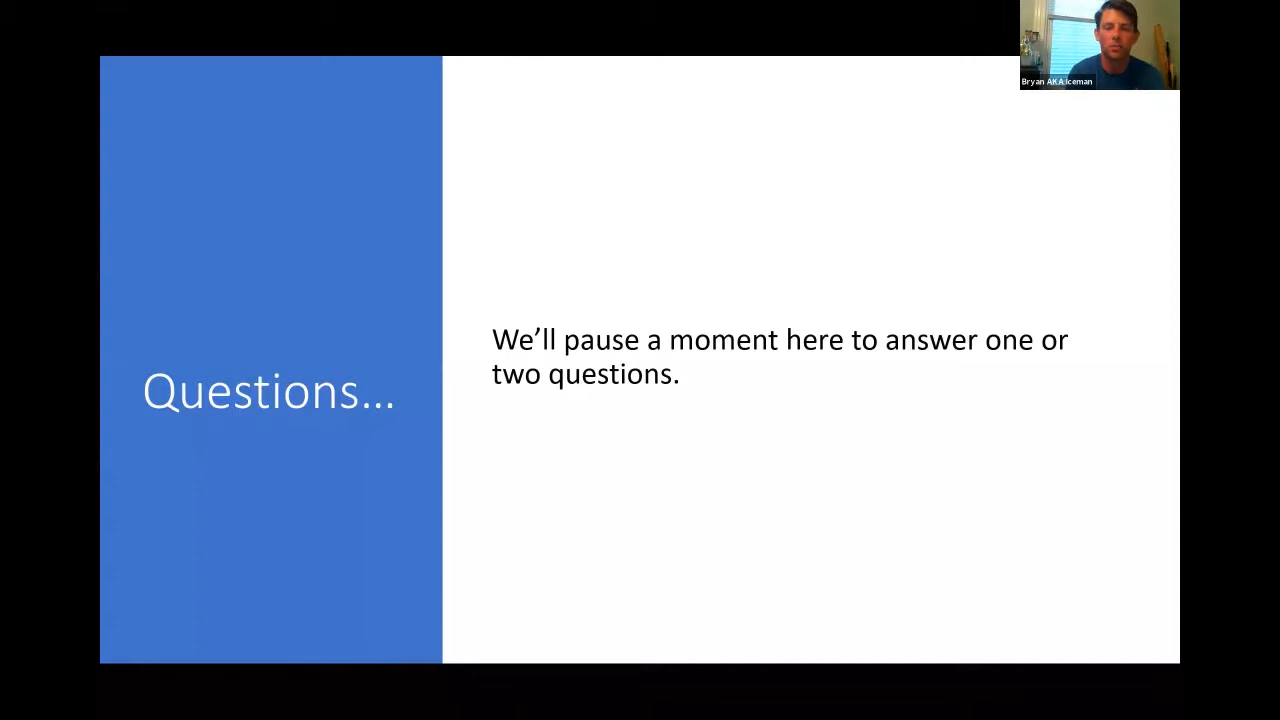 Bryan AKA Iceman
Questions…
We’ll pause a moment here to answer one or
two questions.